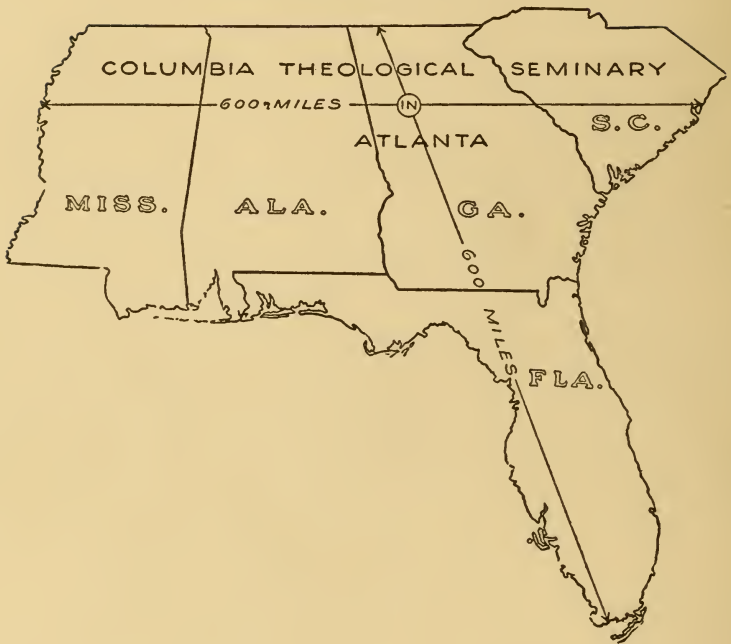 COLUMBIA THEOLOGICAL SEMINARY
600 MILES
IN
ATLANTA
S.C.
MISS.
ALA.
GA.
600 MILES
FLA.